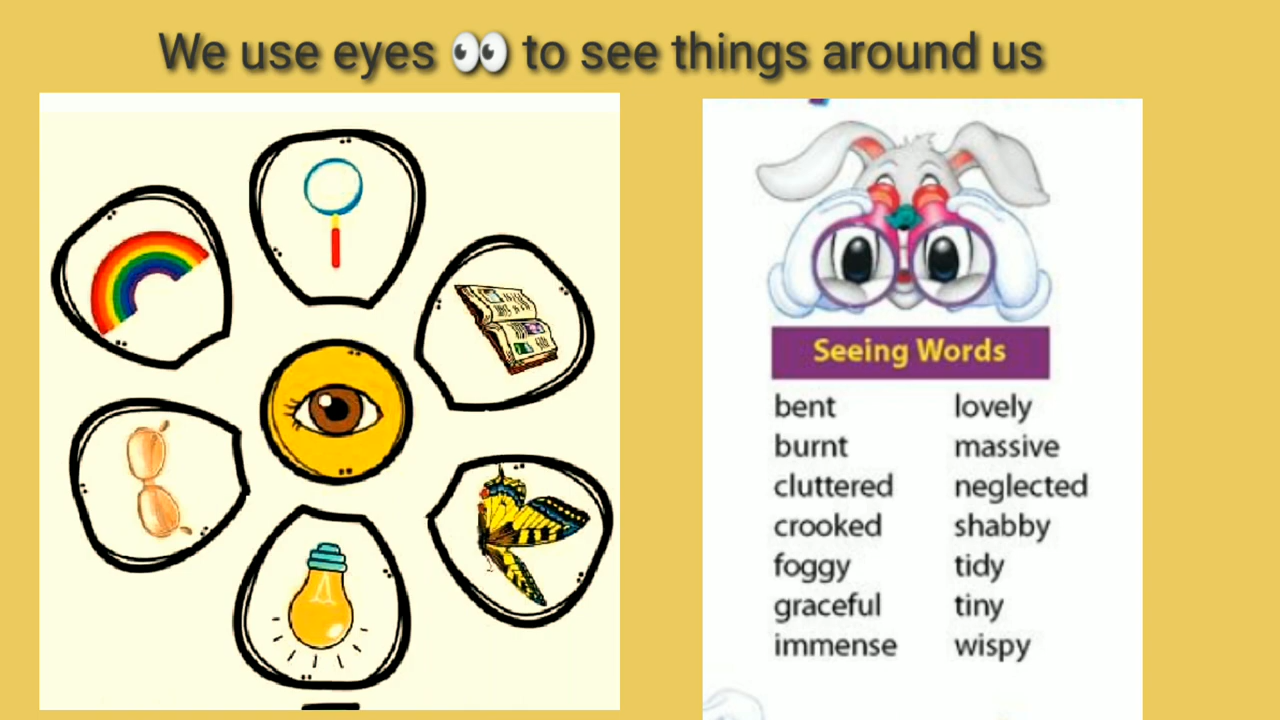 We use eyes 👀 to see things around us
Seeing Words
bent lovely
burnt massive
cluttered neglected
crooked shabby
foggy tidy
graceful tiny
immense wispy